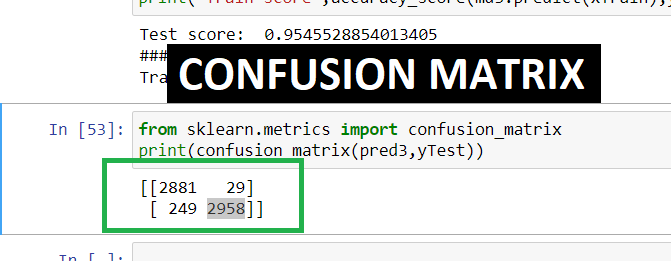 Test score:  0.9545528854013405
###
Tra
CONFUSION MATRIX
In [53]: from sklearn.metrics import confusion_matrix
print(confusion_matrix(pred3,yTest))
[[2881   29]
 [ 249 2958]]